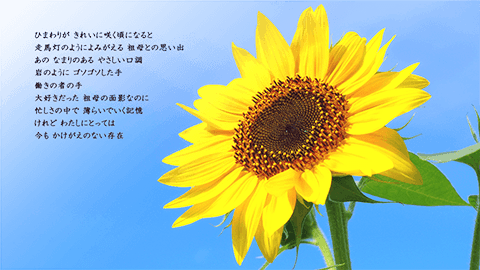 ひまわりが きれいに咲く頃になると
走馬灯のようによみがえる 祖母との思い出
あの なまりのある やさしい口調
岩のように ゴツゴツした手
働きの者の手
大好きだった 祖母の面影なのに
忙しさの中で 薄らいでいく記憶
けれど わたしにとっては
今も かけがえのない存在